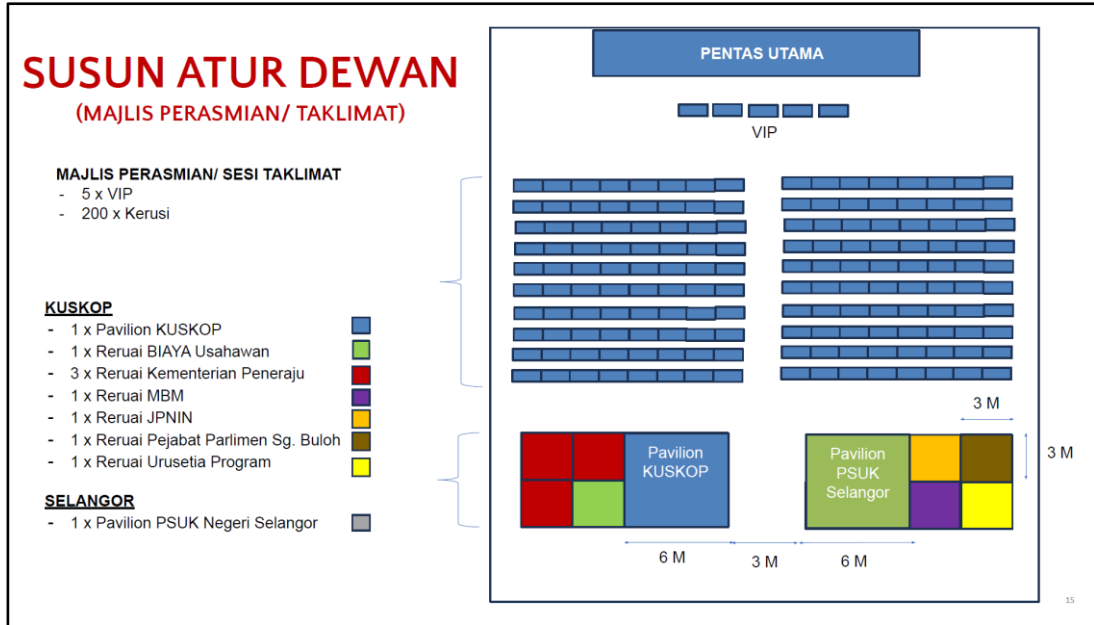 SUSUN ATUR DEWAN
(MAJLIS PERASMIAN/ TAKLIMAT)
MAJLIS PERASMIAN/ SESI TAKLIMAT
- 5 x VIP
- 200 x Kerusi
KUSKOP
- 1 x Pavilion KUSKOP
- 1 x Reruai BIAYA Usahawan
- 3 x Reruai Kementerian Peneraju
- 1 x Reruai MBM
- 1 x Reruai JPNIN
- 1 x Reruai Pejabat Parlimen Sg. Buloh
- 1 x Reruai Urusetia Program
SELANGOR
- 1 x Pavilion PSUK Negeri Selangor
PENTAS UTAMA
VIP
3 M
3 M
Pavilion
KUSKOP
Pavilion
PSUK
Selangor
6 M
3 M
6 M
15